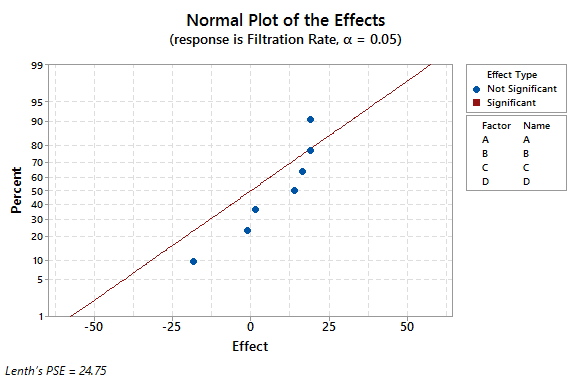 Normal Plot of the Effects
(response is Filtration Rate, α = 0.05)
99
95
90
80
70
60
50
40
30
20
10
5
1
Percent
-50 -25 0 25 50
Effect
Effect Type
Not Significant
Significant
Factor Name
A A
B B
C C
D D
Lenth's PSE = 24.75